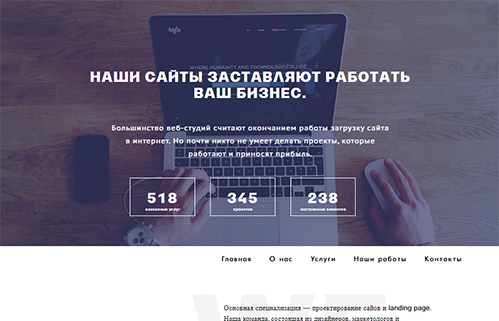 WHERE HUMANITY AND TECHNOLOGY COLLIDE
НАШИ САЙТЫ ЗАСТАВЛЯЮТ РАБОТАТЬ
ВАШ БИЗНЕС.
Большинство веб-студий считают окончанием работы загрузку сайта
в интернет. Но почти никто не умеет делать проекты, которые
работают и приносят прибыль.
518 345 238
оказанных услуг проектов постоянных клиентов
Главная О нас Услуги Наши работы Контакты
WE
Основная специализация — проектирование сайтов и landing page.
Наша команда, состоящая из дизайнеров, маркетологов и